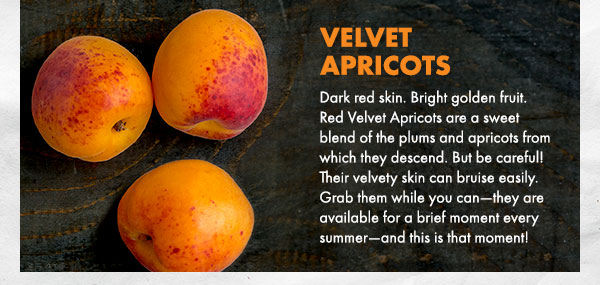 VELVET
APRICOTS
Dark red skin. Bright golden fruit.
Red Velvet Apricots are a sweet
blend of the plums and apricots from
which they descend. But be careful!
Their velvety skin can bruise easily.
Grab them while you can—they are
available for a brief moment every
summer—and this is that moment!